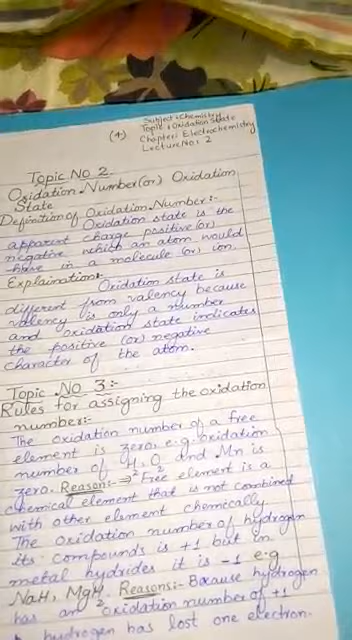 Subject: Chemistry
(4) Topic: Oxidation State
Chapter: Electrochemistry
Lecture No: 2
Topic No 2
Oxidation Number (or) Oxidation
State
Definition of Oxidation Number:-
Oxidation state is the
apparent charge positive (or)
negative which an atom would
have in a molecule (or) ion.
Explaination:-
Oxidation state is
different from valency because
valency is only a number
and oxidation state indicates
the positive (or) negative
character of the atom.
Topic No 3:-
Rules for assigning the oxidation
number:-
The oxidation number of a free
element is zero, e.g. oxidation
number of H2 O2 and Mn is
zero. Reason:-⇒ Free element is a
chemical element that is not combined
with other element chemically
The oxidation number of hydrogen
its compounds is +1 but in
metal hydrides it is -1 e-g
NaH, MgH2. Reasons:- Because hydrogen
has an oxidation number of +1
hydrogen has lost one electron.